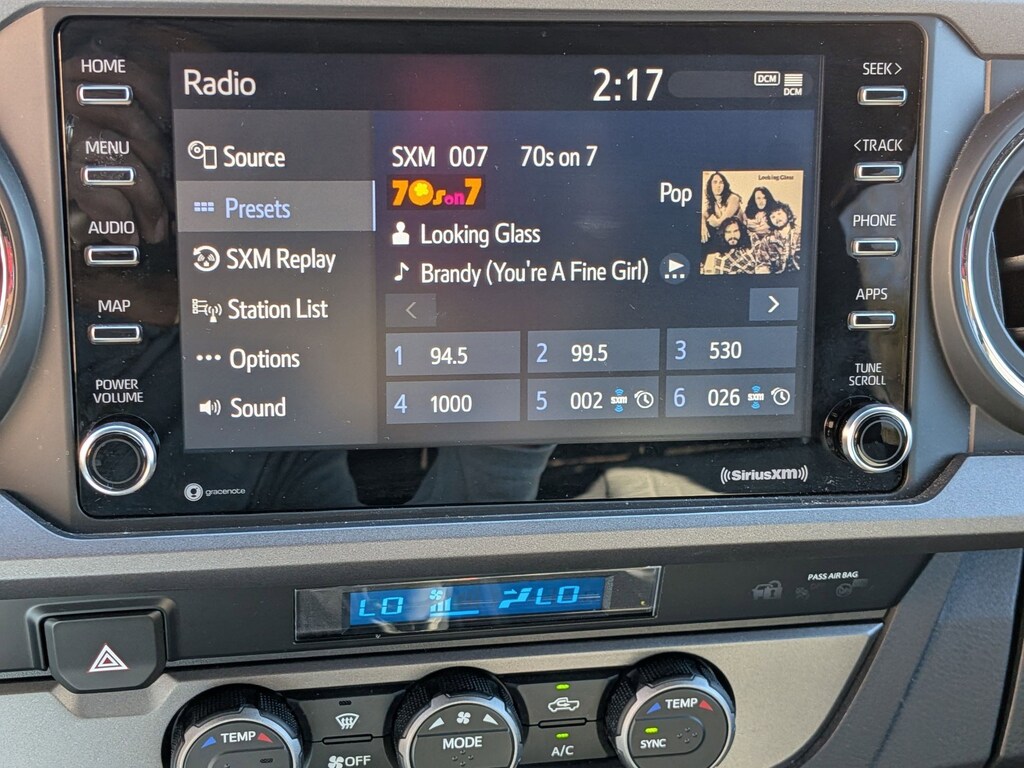 HOME
MENU
AUDIO
MAP
POWER
VOLUME
Radio
2:17
DCM
DCM
Source
Presets
SXM Replay
Station List
Options
Sound
SXM 007 70s on 7
70s on 7
Pop
Looking Glass
Looking Glass
Brandy (You're A Fine Girl)
<
>
1 94.5
2 99.5
3 530
4 1000
5 002 SXM
6 026 SXM
SEEK>
<TRACK
PHONE
APPS
TUNE
SCROLL
gracenote
((SiriusXM))
LO
LO
PASS AIR BAG
TEMP
OFF
MODE
A/C
TEMP
SYNC